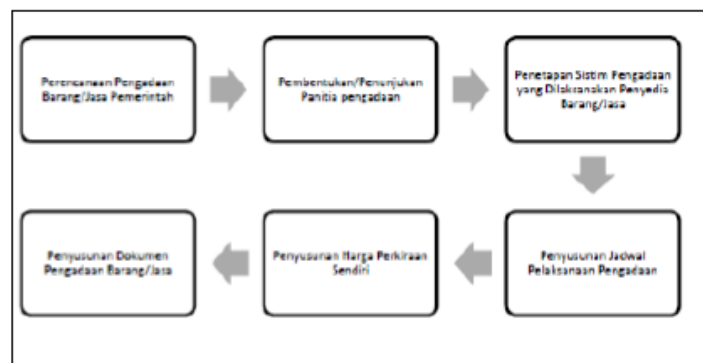 Perencanaan Pengadaan
Barang/Jasa Pemerintah
Pembentukan/Penunjukan
Panitia pengadaan
Penetapan Sistim Pengadaan
yang Dilaksanakan Penyedia
Barang/Jasa
Penyusunan Jadwal
Pelaksanaan Pengadaan
Penyusunan Harga Perkiraan
Sendiri
Penyusunan Dokumen
Pengadaan Barang/Jasa